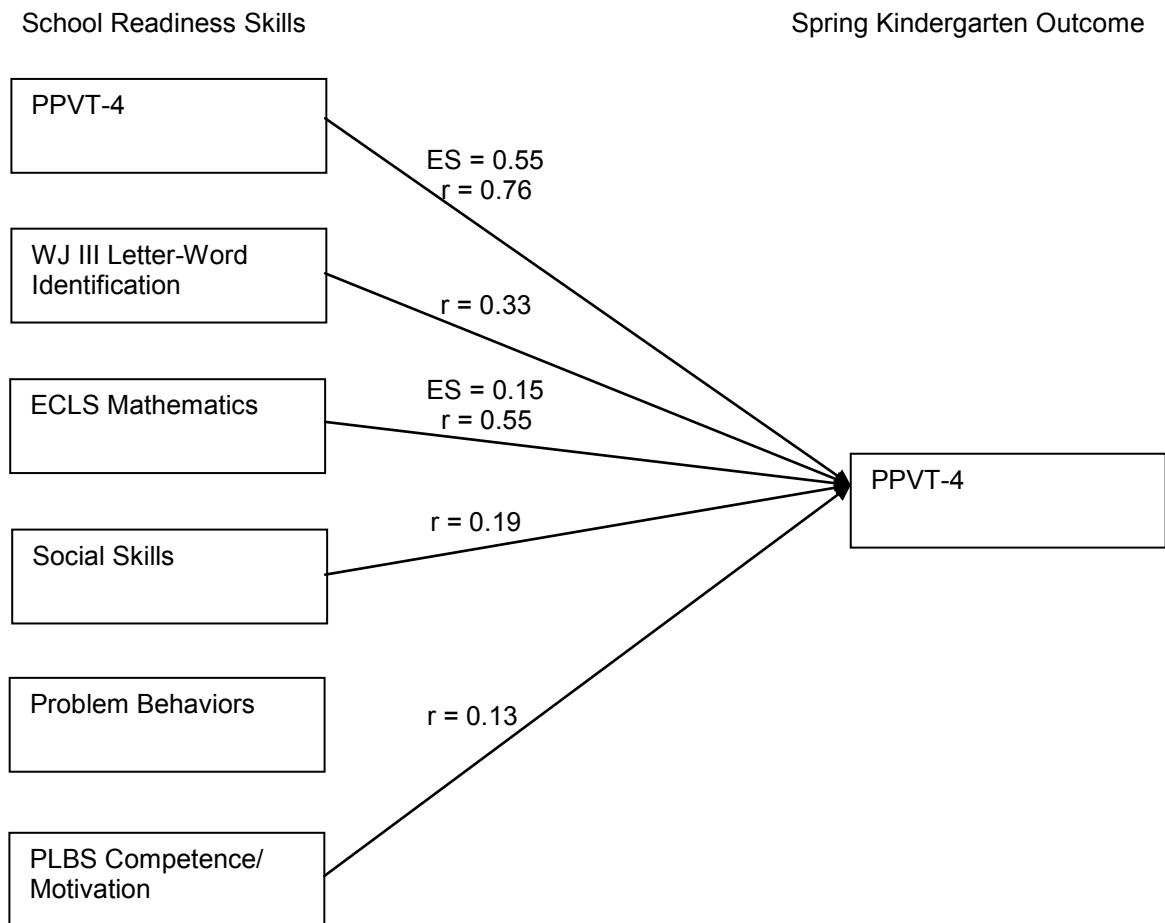 School Readiness Skills
Spring Kindergarten Outcome
PPVT-4
ES = 0.55
r = 0.76
WJ III Letter-Word
Identification
r = 0.33
ECLS Mathematics
ES = 0.15
r = 0.55
PPVT-4
Social Skills
r = 0.19
Problem Behaviors
r = 0.13
PLBS Competence/
Motivation